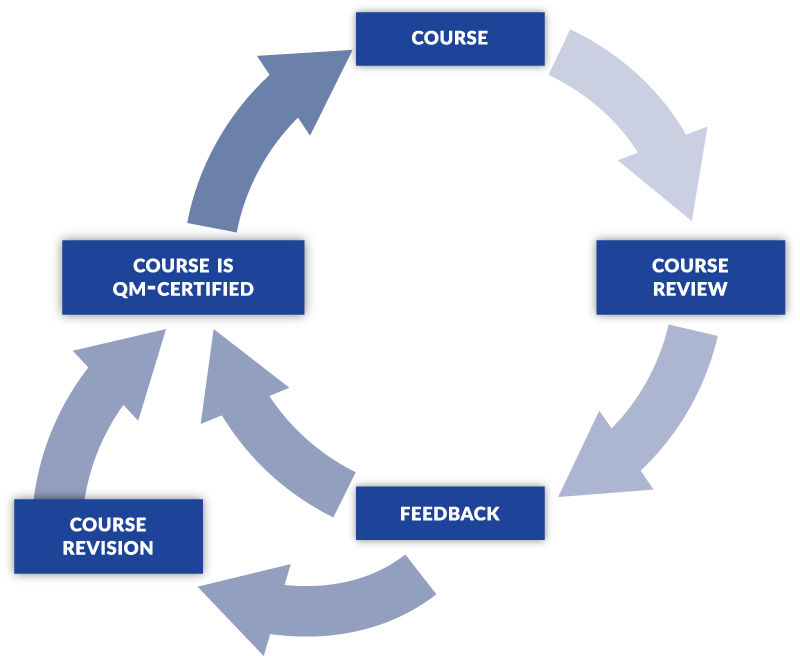 COURSE
COURSE
REVIEW
FEEDBACK
COURSE
REVISION
COURSE IS
QM-CERTIFIED